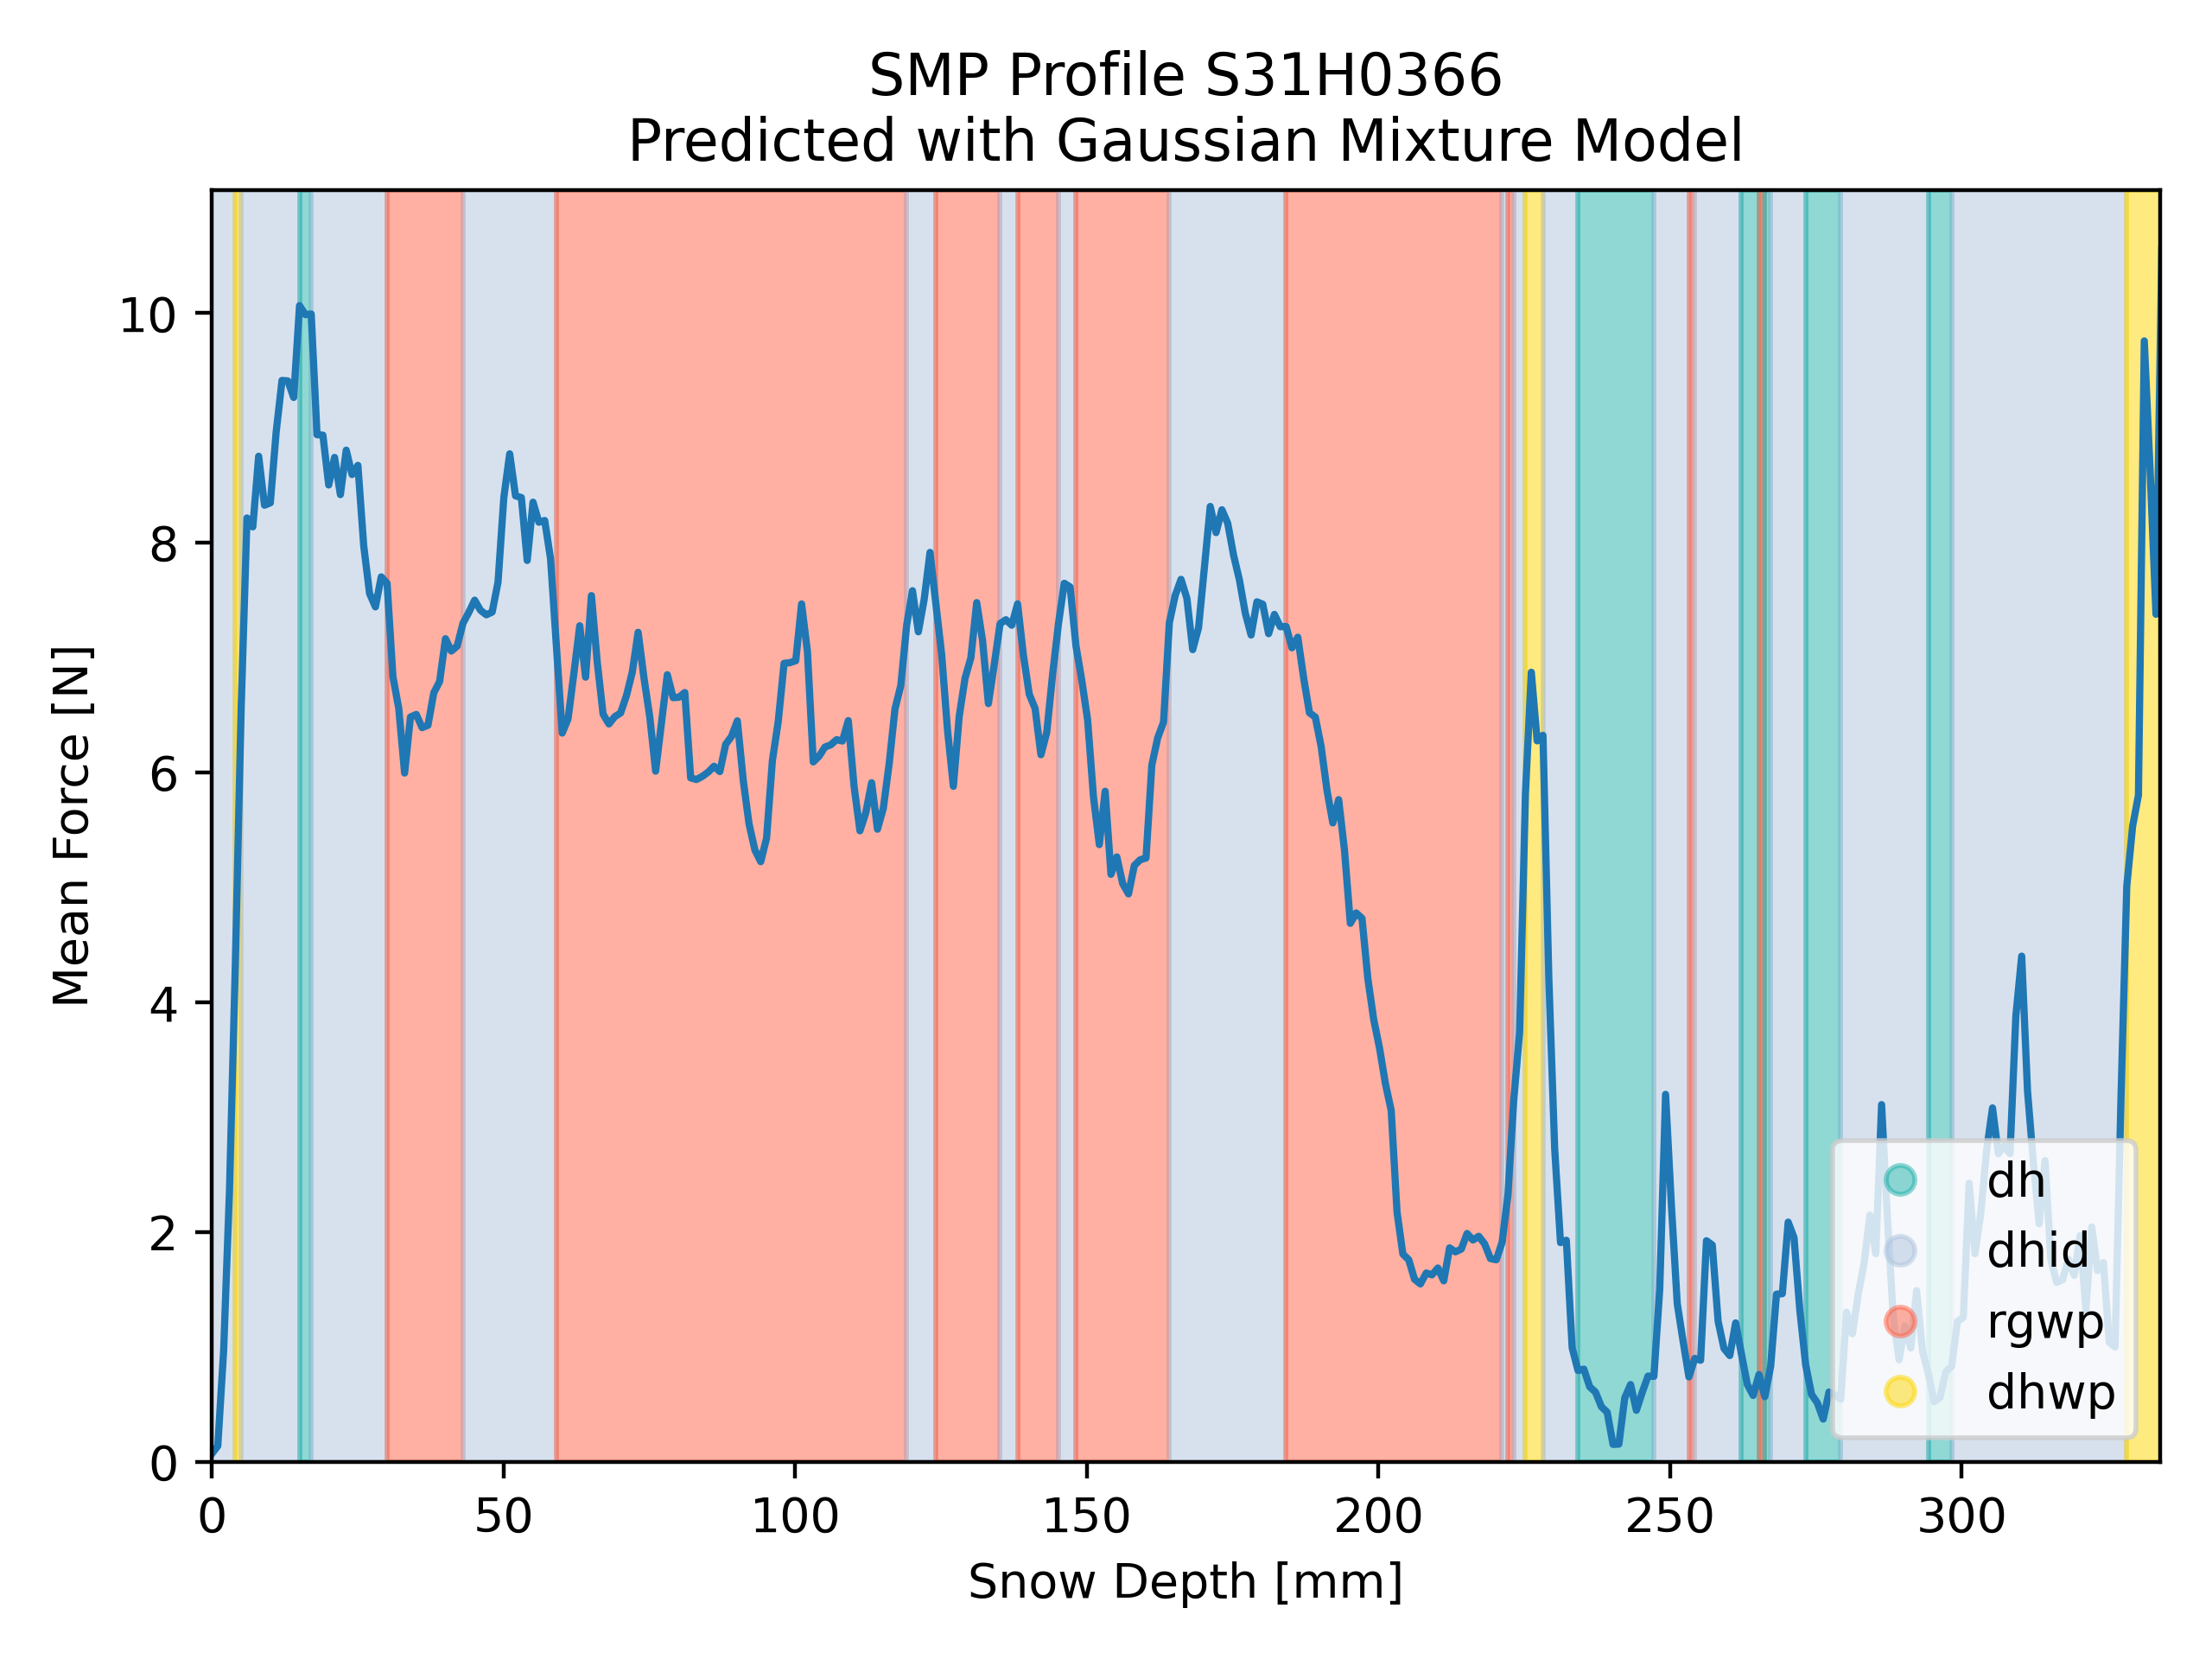 SMP Profile S31H0366
Predicted with Gaussian Mixture Model
Mean Force [N]
10
8
6
4
2
0
dh
dhid
rgwp
dhwp
0 50 100 150 200 250 300
Snow Depth [mm]